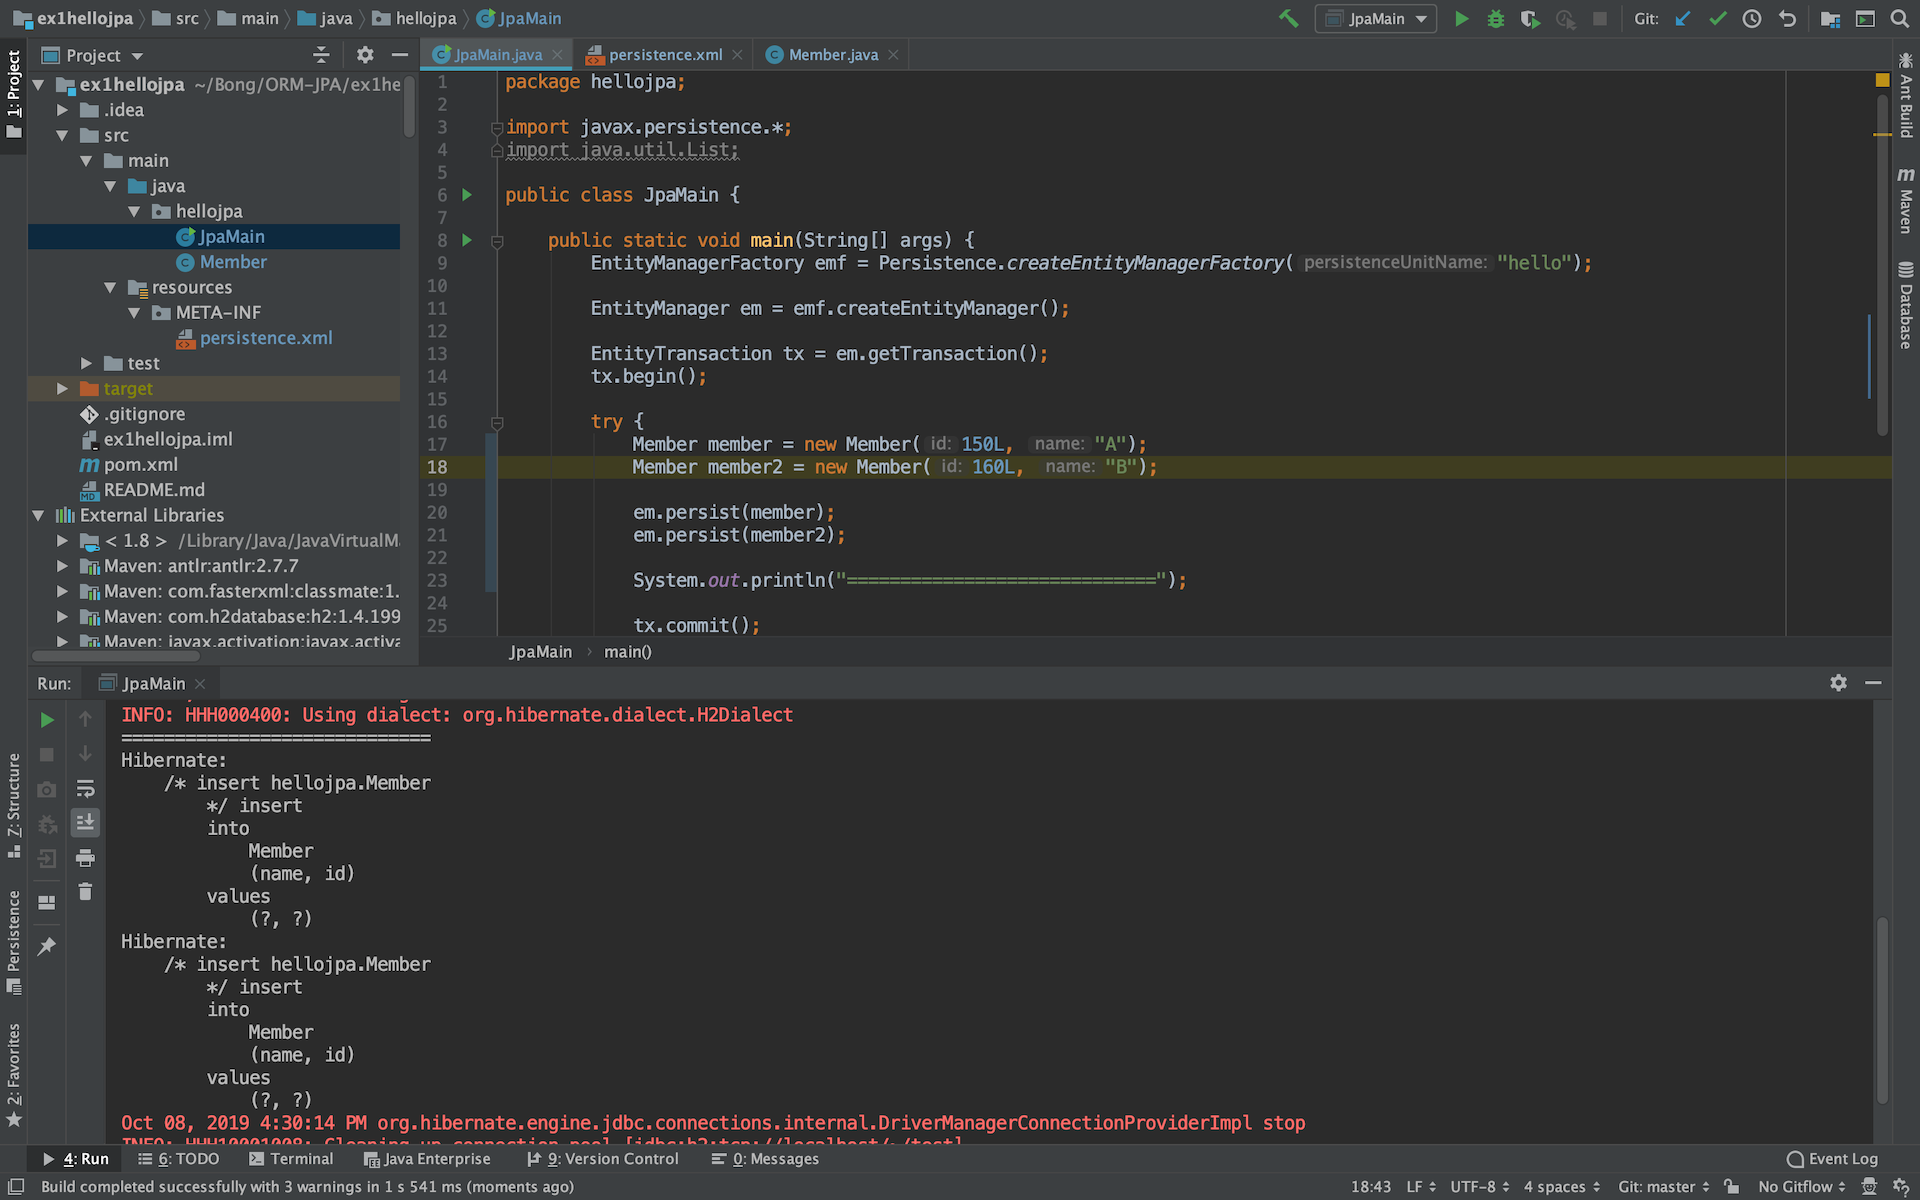 ex1hellojpa src main java hellojpa JpaMain JpaMain Git:
Project
JpaMain.java persistence.xml Member.java
1: Project
ex1hellojpa ~/Bong/ORM-JPA/ex1he
.idea
src
main
java
hellojpa
JpaMain
Member
resources
META-INF
persistence.xml
test
target
.gitignore
ex1hellojpa.iml
pom.xml
README.md
External Libraries
< 1.8 > /Library/Java/JavaVirtualM
Maven: antlr:antlr:2.7.7
Maven: com.fasterxml:classmate:1.
Maven: com.h2database:h2:1.4.199
Maven: javax.activation:javax.activa
1 package hellojpa;
2
3 import javax.persistence.*;
4 import java.util.List;
5
6 public class JpaMain {
7
8 public static void main(String[] args) {
9 EntityManagerFactory emf = Persistence.createEntityManagerFactory( persistenceUnitName: "hello");
10
11 EntityManager em = emf.createEntityManager();
12
13 EntityTransaction tx = em.getTransaction();
14 tx.begin();
15
16 try {
17 Member member = new Member( id: 150L, name: "A");
18 Member member2 = new Member( id: 160L, name: "B");
19
20 em.persist(member);
21 em.persist(member2);
22
23 System.out.println("=============================");
24
25 tx.commit();
JpaMain main()
Ant Build
Maven
Database
Run: JpaMain
INFO: HHH000400: Using dialect: org.hibernate.dialect.H2Dialect
=============================
Hibernate:
/* insert hellojpa.Member
*/ insert
into
Member
(name, id)
values
(?, ?)
Hibernate:
/* insert hellojpa.Member
*/ insert
into
Member
(name, id)
values
(?, ?)
Oct 08, 2019 4:30:14 PM org.hibernate.engine.jdbc.connections.internal.DriverManagerConnectionProviderImpl stop
INFO: HHH10001008: Cleaning up connection pool [jdbc:h2:tcp://localhost/~/test]
Z: Structure
Persistence
2: Favorites
4: Run 6: TODO Terminal Java Enterprise 9: Version Control 0: Messages Event Log
Build completed successfully with 3 warnings in 1 s 541 ms (moments ago) 18:43 LF UTF-8 4 spaces Git: master No Gitflow